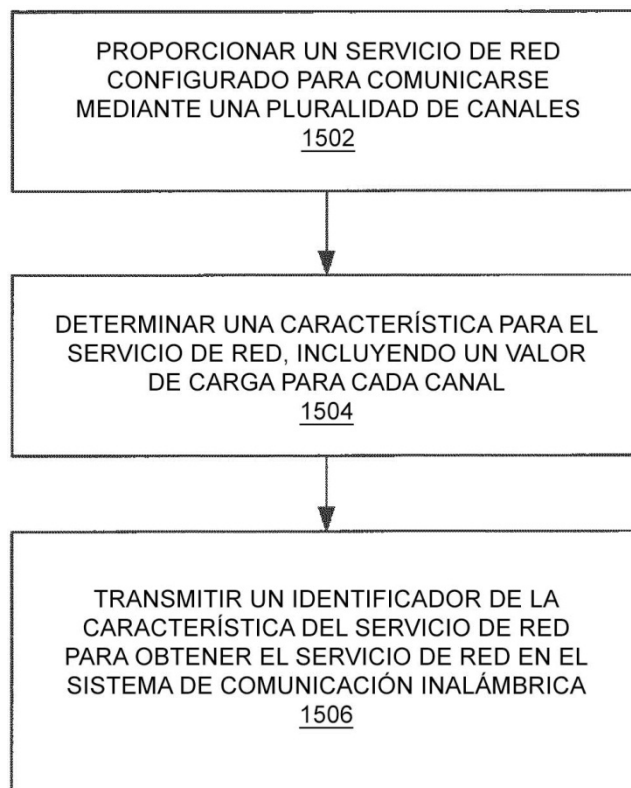 PROPORCIONAR UN SERVICIO DE RED
CONFIGURADO PARA COMUNICARSE
MEDIANTE UNA PLURALIDAD DE CANALES
1502
DETERMINAR UNA CARACTERÍSTICA PARA EL
SERVICIO DE RED, INCLUYENDO UN VALOR
DE CARGA PARA CADA CANAL
1504
TRANSMITIR UN IDENTIFICADOR DE LA
CARACTERÍSTICA DEL SERVICIO DE RED
PARA OBTENER EL SERVICIO DE RED EN EL
SISTEMA DE COMUNICACIÓN INALÁMBRICA
1506